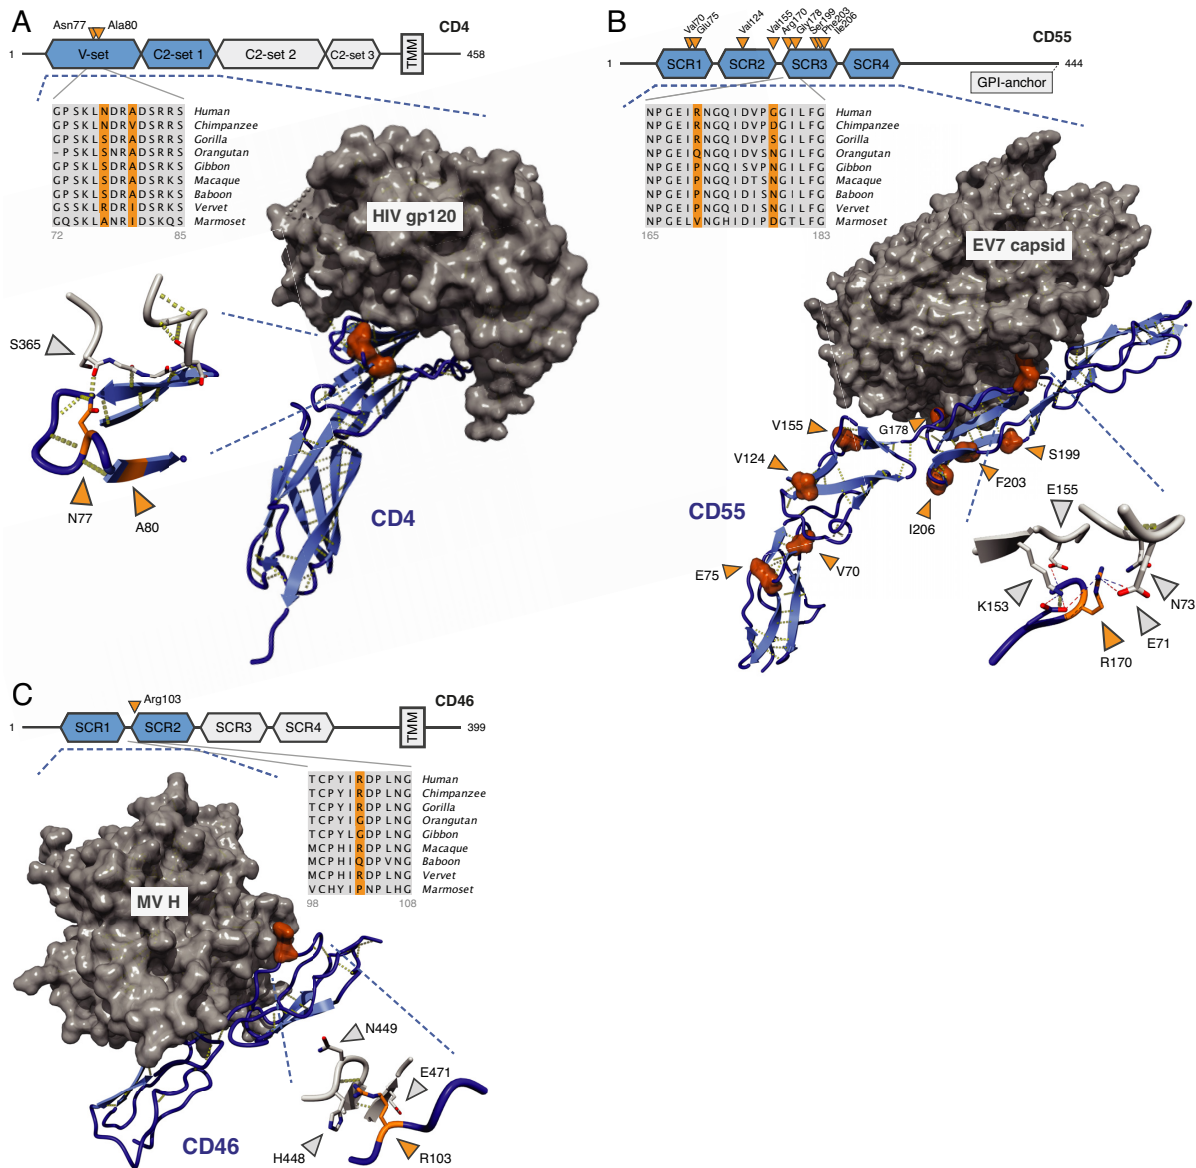 A
Asn77
Ala80
CD4
1
V-set
C2-set 1
C2-set 2
C2-set 3
TMM
458
GPSKLNDRADSRRS Human
GPSKLNDRVDSRRS Chimpanzee
GPSKLSDRADSRRS Gorilla
-PSKLSNRADSRRS Orangutan
GPSKLSDRADSRRS Gibbon
GPSKLSDRADSRKS Macaque
GPSKLSDRADSRKS Baboon
GSSKLRDRIDSRKS Vervet
GQSKLANRIDSKQS Marmoset
72
85
HIV gp120
S365
N77
A80
CD4
B
Val70
Glu75
Val124
Val155
Arg170
Gly178
Ser199
Phe203
Ile206
CD55
1
SCR1
SCR2
SCR3
SCR4
444
GPI-anchor
NPGEIRNGQIDVPGGILFG Human
NPGEIRNGQIDVPDGILFG Chimpanzee
NPGEIRNGQIDVPSGILFG Gorilla
NPGEIQNGQIDVSNGILFG Orangutan
NPGEIPNGQISVPNGILFG Gibbon
NPGEIPNGQIDTSNGILFG Macaque
NPGEIPNGQIDISNGILFG Baboon
NPGEIPNGQIDISNGILFG Vervet
NPGELVNGHIDIPDGTLFG Marmoset
165
183
EV7 capsid
V155
G178
V124
S199
F203
I206
CD55
E75
V70
E155
K153
N73
E71
R170
C
Arg103
CD46
1
SCR1
SCR2
SCR3
SCR4
TMM
399
TCPYIRDPLNG Human
TCPYIRDPLNG Chimpanzee
TCPYIRDPLNG Gorilla
TCPYIGDPLNG Orangutan
TCPYLGDPLNG Gibbon
MCPHIRDPLNG Macaque
MCPHIQDPVNG Baboon
MCPHIRDPLNG Vervet
VCHYIPNPLHG Marmoset
98
108
MV H
N449
E471
H448
R103
CD46